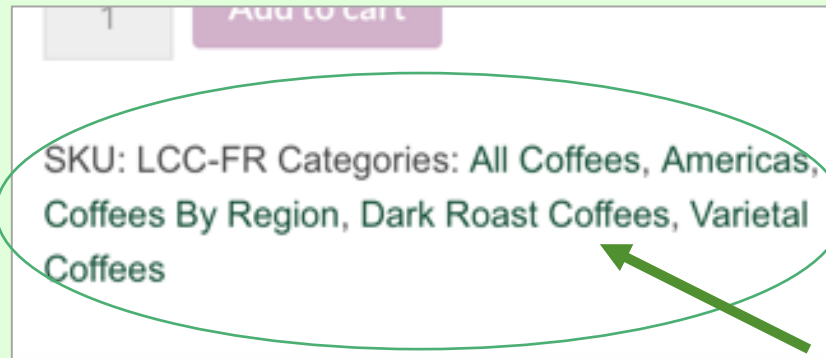 1 Add to cart
SKU: LCC-FR Categories: All Coffees, Americas,
Coffees By Region, Dark Roast Coffees, Varietal
Coffees